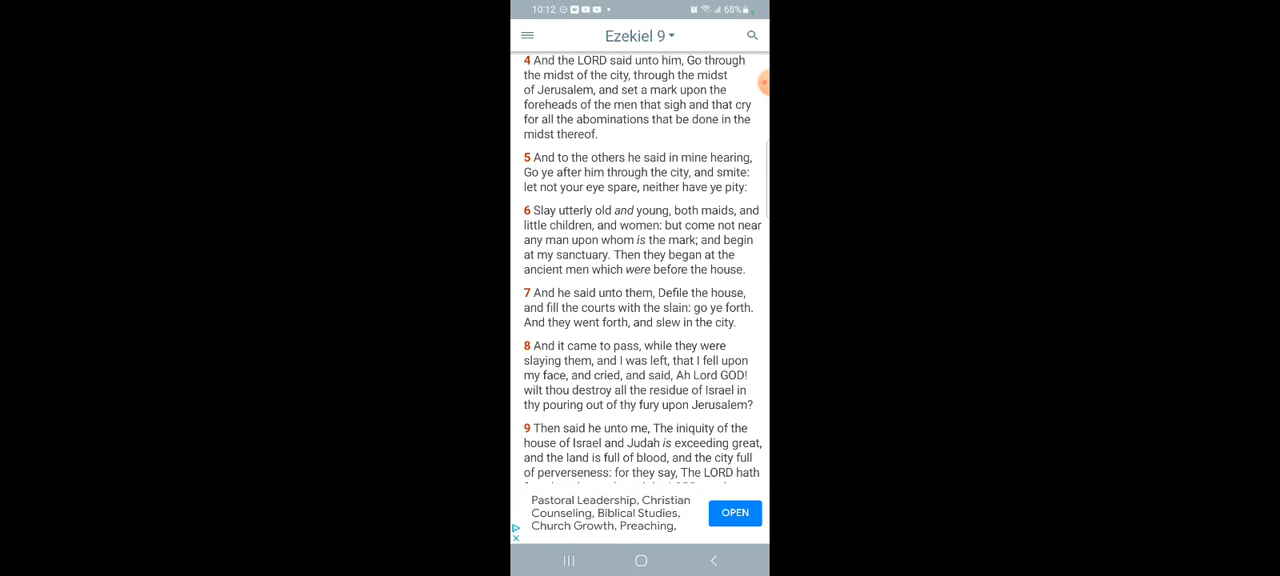 10:12
68%
Ezekiel 9
4 And the LORD said unto him, Go through
the midst of the city, through the midst
of Jerusalem, and set a mark upon the
foreheads of the men that sigh and that cry
for all the abominations that be done in the
midst thereof.
5 And to the others he said in mine hearing,
Go ye after him through the city, and smite:
let not your eye spare, neither have ye pity:
6 Slay utterly old and young, both maids, and
little children, and women: but come not near
any man upon whom is the mark; and begin
at my sanctuary. Then they began at the
ancient men which were before the house.
7 And he said unto them, Defile the house,
and fill the courts with the slain: go ye forth.
And they went forth, and slew in the city.
8 And it came to pass, while they were
slaying them, and I was left, that I fell upon
my face, and cried, and said, Ah Lord GOD!
wilt thou destroy all the residue of Israel in
thy pouring out of thy fury upon Jerusalem?
9 Then said he unto me, The iniquity of the
house of Israel and Judah is exceeding great,
and the land is full of blood, and the city full
of perverseness: for they say, The LORD hath
Pastoral Leadership, Christian
Counseling, Biblical Studies,
Church Growth, Preaching,
OPEN